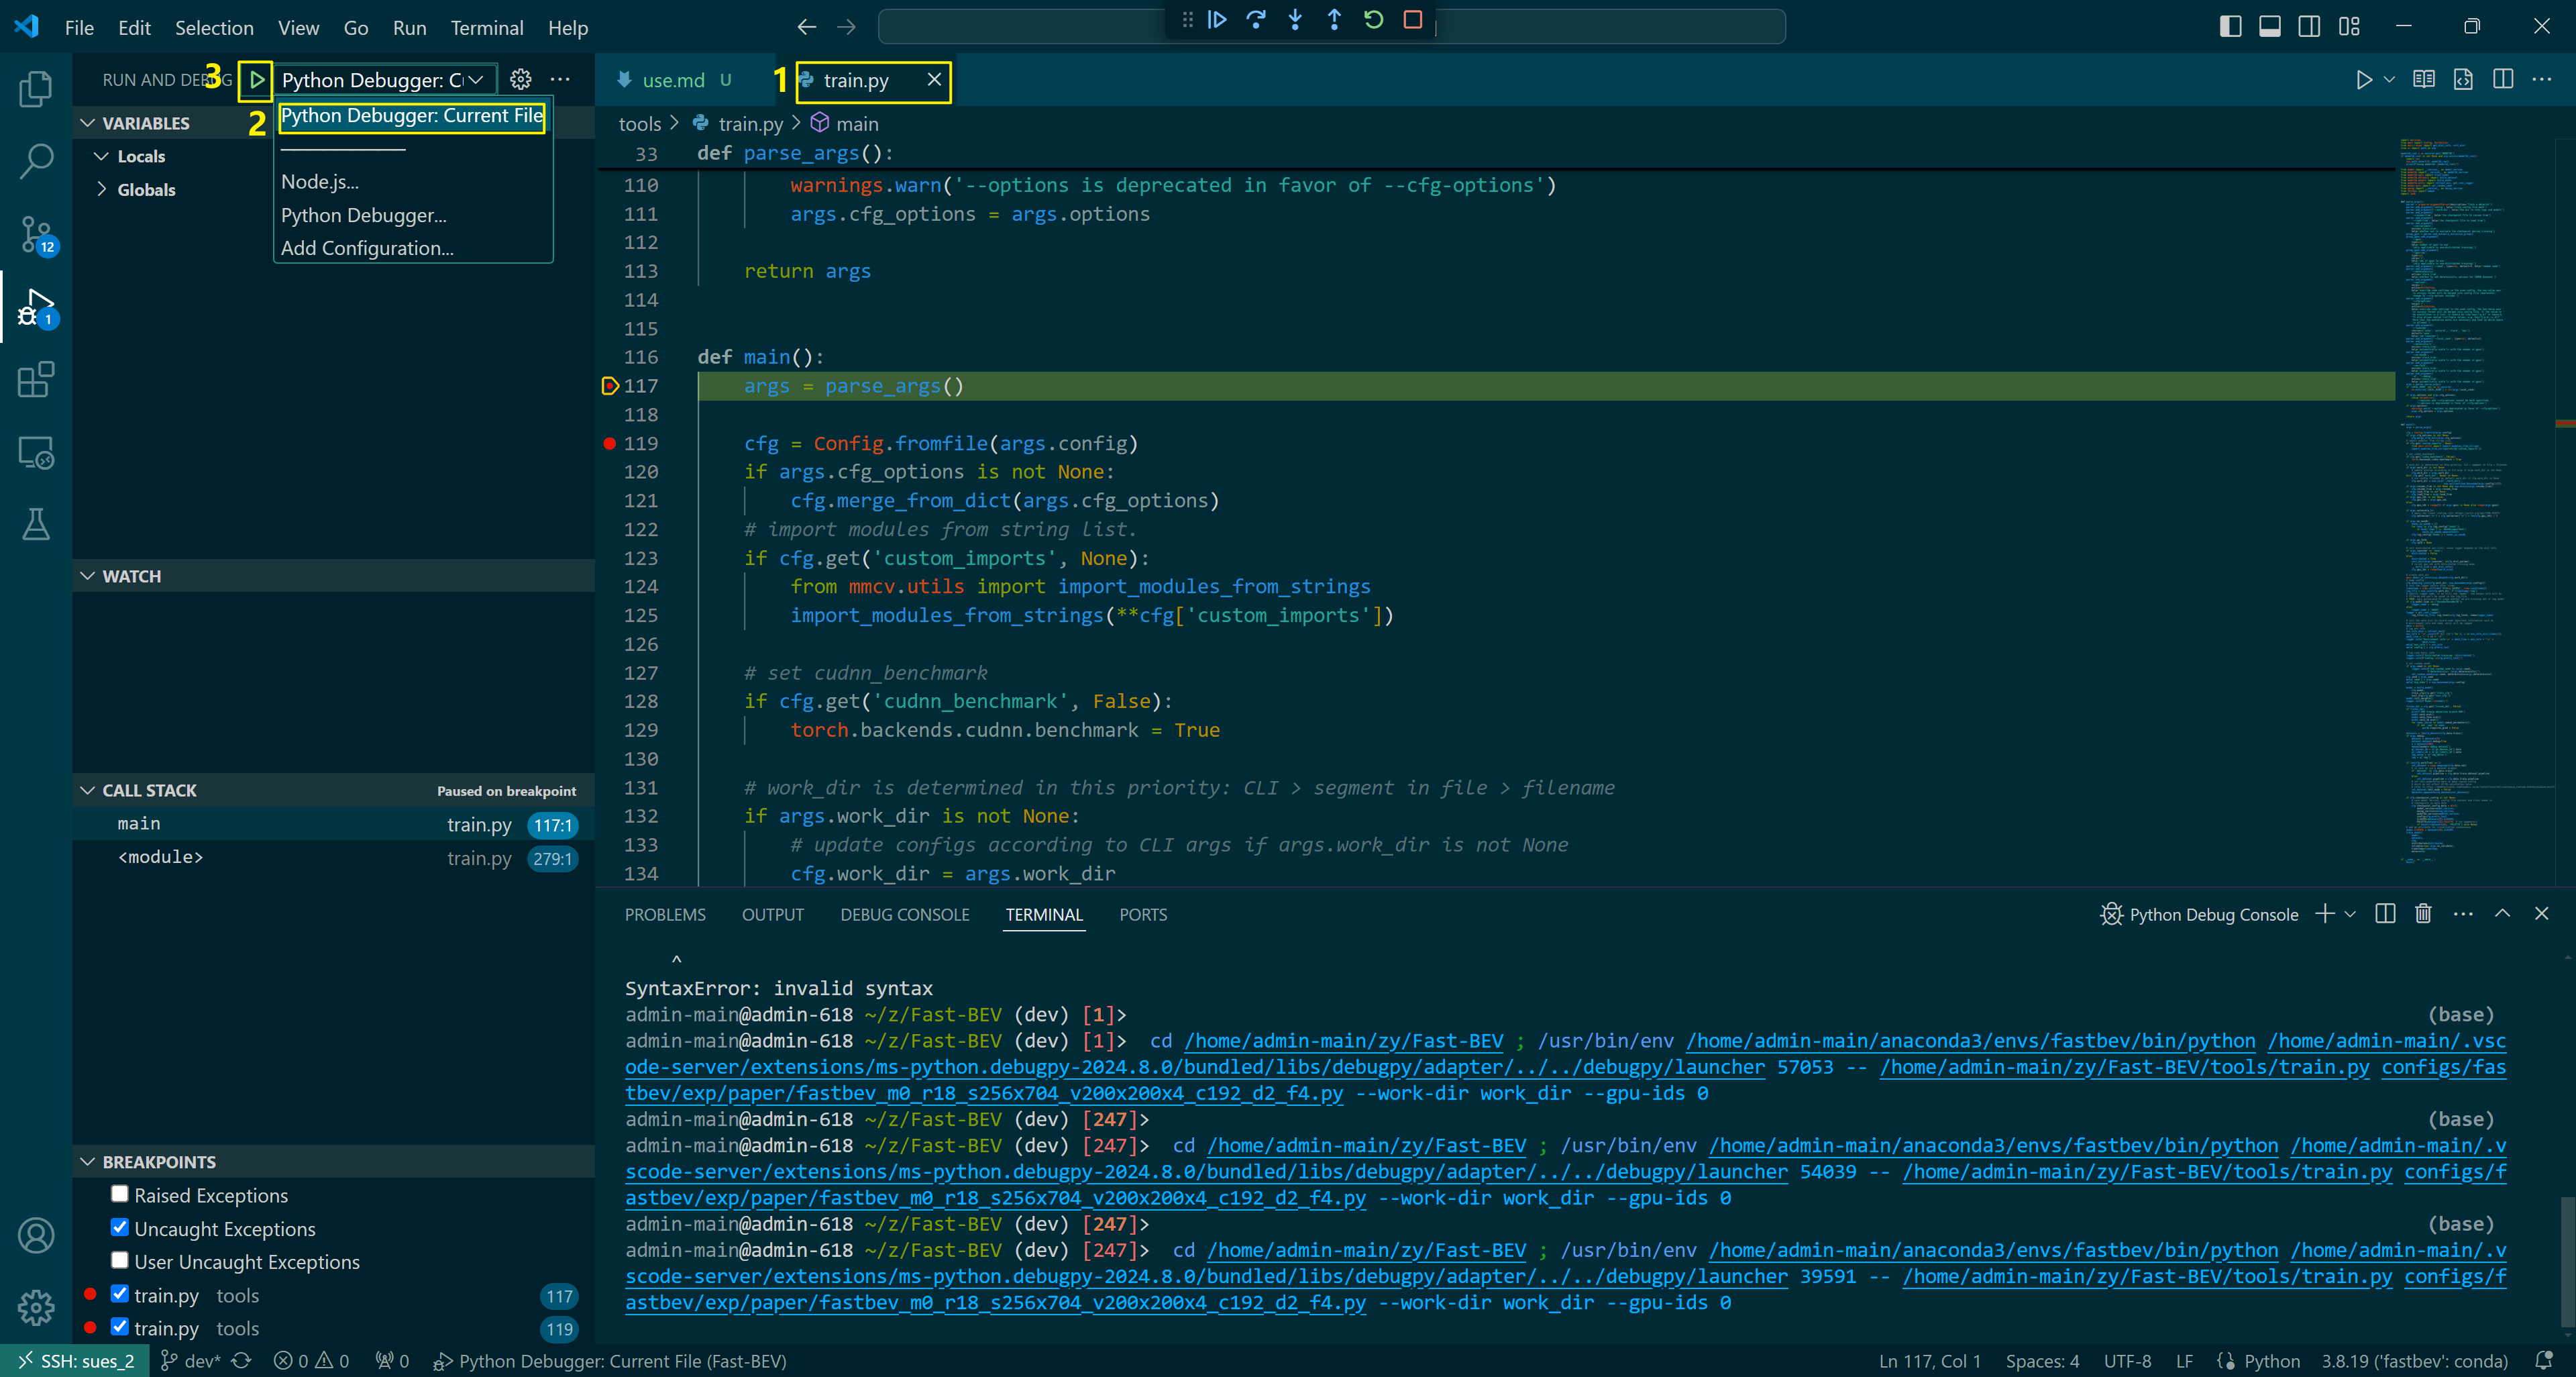 File Edit Selection View Go Run Terminal Help
RUN AND DEBUG 3 Python Debugger: C
2 Python Debugger: Current File
Node.js...
Python Debugger...
Add Configuration...
VARIABLES
Locals
Globals
WATCH
CALL STACK Paused on breakpoint
main train.py 117:1
<module> train.py 279:1
BREAKPOINTS
Raised Exceptions
Uncaught Exceptions
User Uncaught Exceptions
train.py tools 117
train.py tools 119
12
1
use.md U 1 train.py
tools > train.py > main
33 def parse_args():
110 warnings.warn('--options is deprecated in favor of --cfg-options')
111 args.cfg_options = args.options
112
113 return args
114
115
116 def main():
117 args = parse_args()
118
119 cfg = Config.fromfile(args.config)
120 if args.cfg_options is not None:
121 cfg.merge_from_dict(args.cfg_options)
122 # import modules from string list.
123 if cfg.get('custom_imports', None):
124 from mmcv.utils import import_modules_from_strings
125 import_modules_from_strings(**cfg['custom_imports'])
126
127 # set cudnn_benchmark
128 if cfg.get('cudnn_benchmark', False):
129 torch.backends.cudnn.benchmark = True
130
131 # work_dir is determined in this priority: CLI > segment in file > filename
132 if args.work_dir is not None:
133 # update configs according to CLI args if args.work_dir is not None
134 cfg.work_dir = args.work_dir
PROBLEMS OUTPUT DEBUG CONSOLE TERMINAL PORTS Python Debug Console
^
SyntaxError: invalid syntax
admin-main@admin-618 ~/z/Fast-BEV (dev) [1]> (base)
admin-main@admin-618 ~/z/Fast-BEV (dev) [1]> cd /home/admin-main/zy/Fast-BEV ; /usr/bin/env /home/admin-main/anaconda3/envs/fastbev/bin/python /home/admin-main/.vsc
ode-server/extensions/ms-python.debugpy-2024.8.0/bundled/libs/debugpy/adapter/../../debugpy/launcher 57053 -- /home/admin-main/zy/Fast-BEV/tools/train.py configs/fas
tbev/exp/paper/fastbev_m0_r18_s256x704_v200x200x4_c192_d2_f4.py --work-dir work_dir --gpu-ids 0
admin-main@admin-618 ~/z/Fast-BEV (dev) [247]> (base)
admin-main@admin-618 ~/z/Fast-BEV (dev) [247]> cd /home/admin-main/zy/Fast-BEV ; /usr/bin/env /home/admin-main/anaconda3/envs/fastbev/bin/python /home/admin-main/.v
scode-server/extensions/ms-python.debugpy-2024.8.0/bundled/libs/debugpy/adapter/../../debugpy/launcher 54039 -- /home/admin-main/zy/Fast-BEV/tools/train.py configs/f
astbev/exp/paper/fastbev_m0_r18_s256x704_v200x200x4_c192_d2_f4.py --work-dir work_dir --gpu-ids 0
admin-main@admin-618 ~/z/Fast-BEV (dev) [247]> (base)
admin-main@admin-618 ~/z/Fast-BEV (dev) [247]> cd /home/admin-main/zy/Fast-BEV ; /usr/bin/env /home/admin-main/anaconda3/envs/fastbev/bin/python /home/admin-main/.v
scode-server/extensions/ms-python.debugpy-2024.8.0/bundled/libs/debugpy/adapter/../../debugpy/launcher 39591 -- /home/admin-main/zy/Fast-BEV/tools/train.py configs/f
astbev/exp/paper/fastbev_m0_r18_s256x704_v200x200x4_c192_d2_f4.py --work-dir work_dir --gpu-ids 0
SSH: sues_2 dev* 0 0 0 Python Debugger: Current File (Fast-BEV) Ln 117, Col 1 Spaces: 4 UTF-8 LF Python 3.8.19 ('fastbev': conda)